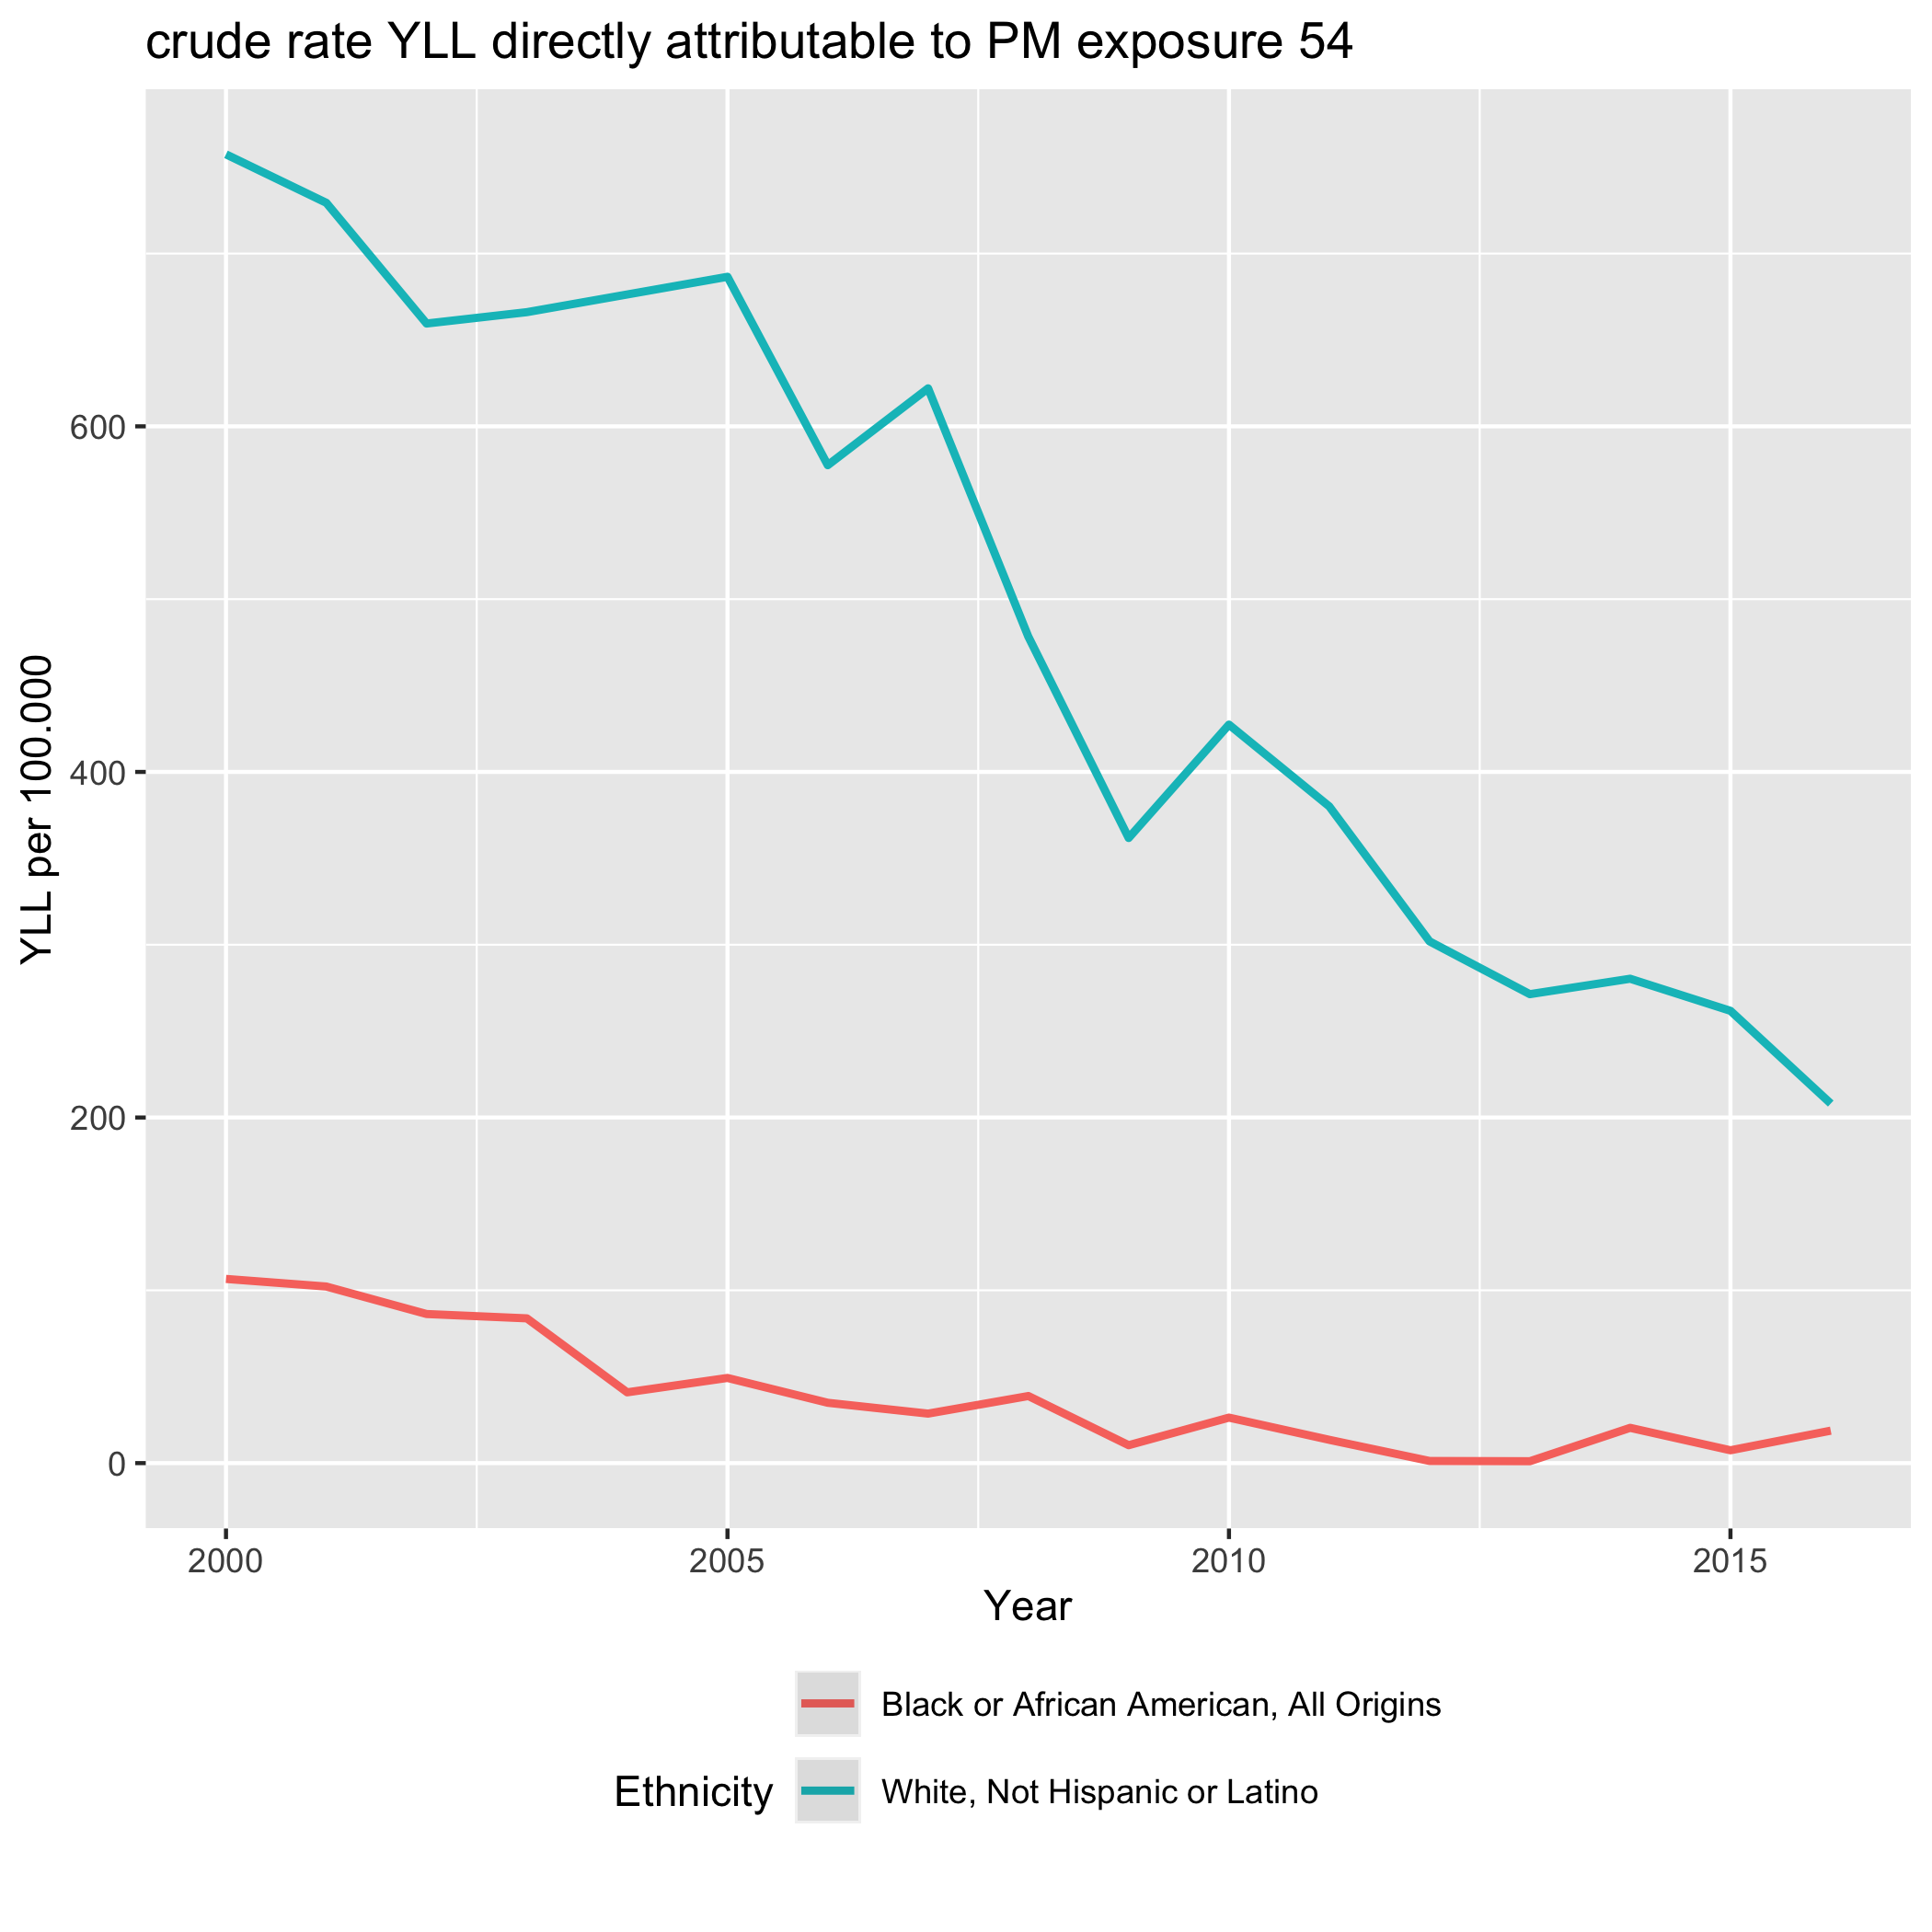 crude rate YLL directly attributable to PM exposure 54
YLL per 100.000
600
400
200
0
2000 2005 2010 2015
Year
Ethnicity
Black or African American, All Origins
White, Not Hispanic or Latino